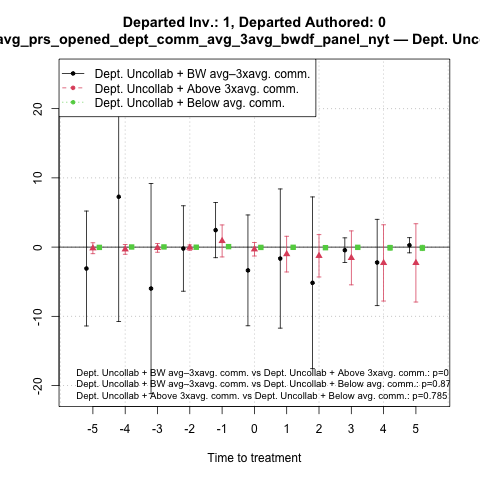 Departed Inv.: 1, Departed Authored: 0
avg_prs_opened_dept_comm_avg_3avg_bwdf_panel_nyt — Dept. Unc
Dept. Uncollab + BW avg–3xavg. comm.
Dept. Uncollab + Above 3xavg. comm.
Dept. Uncollab + Below avg. comm.
20
10
0
-10
-20
Dept. Uncollab + BW avg–3xavg. comm. vs Dept. Uncollab + Above 3xavg. comm.: p=0
Dept. Uncollab + BW avg–3xavg. comm. vs Dept. Uncollab + Below avg. comm.: p=0.87
Dept. Uncollab + Above 3xavg. comm. vs Dept. Uncollab + Below avg. comm.: p=0.785
-5 -4 -3 -2 -1 0 1 2 3 4 5
Time to treatment